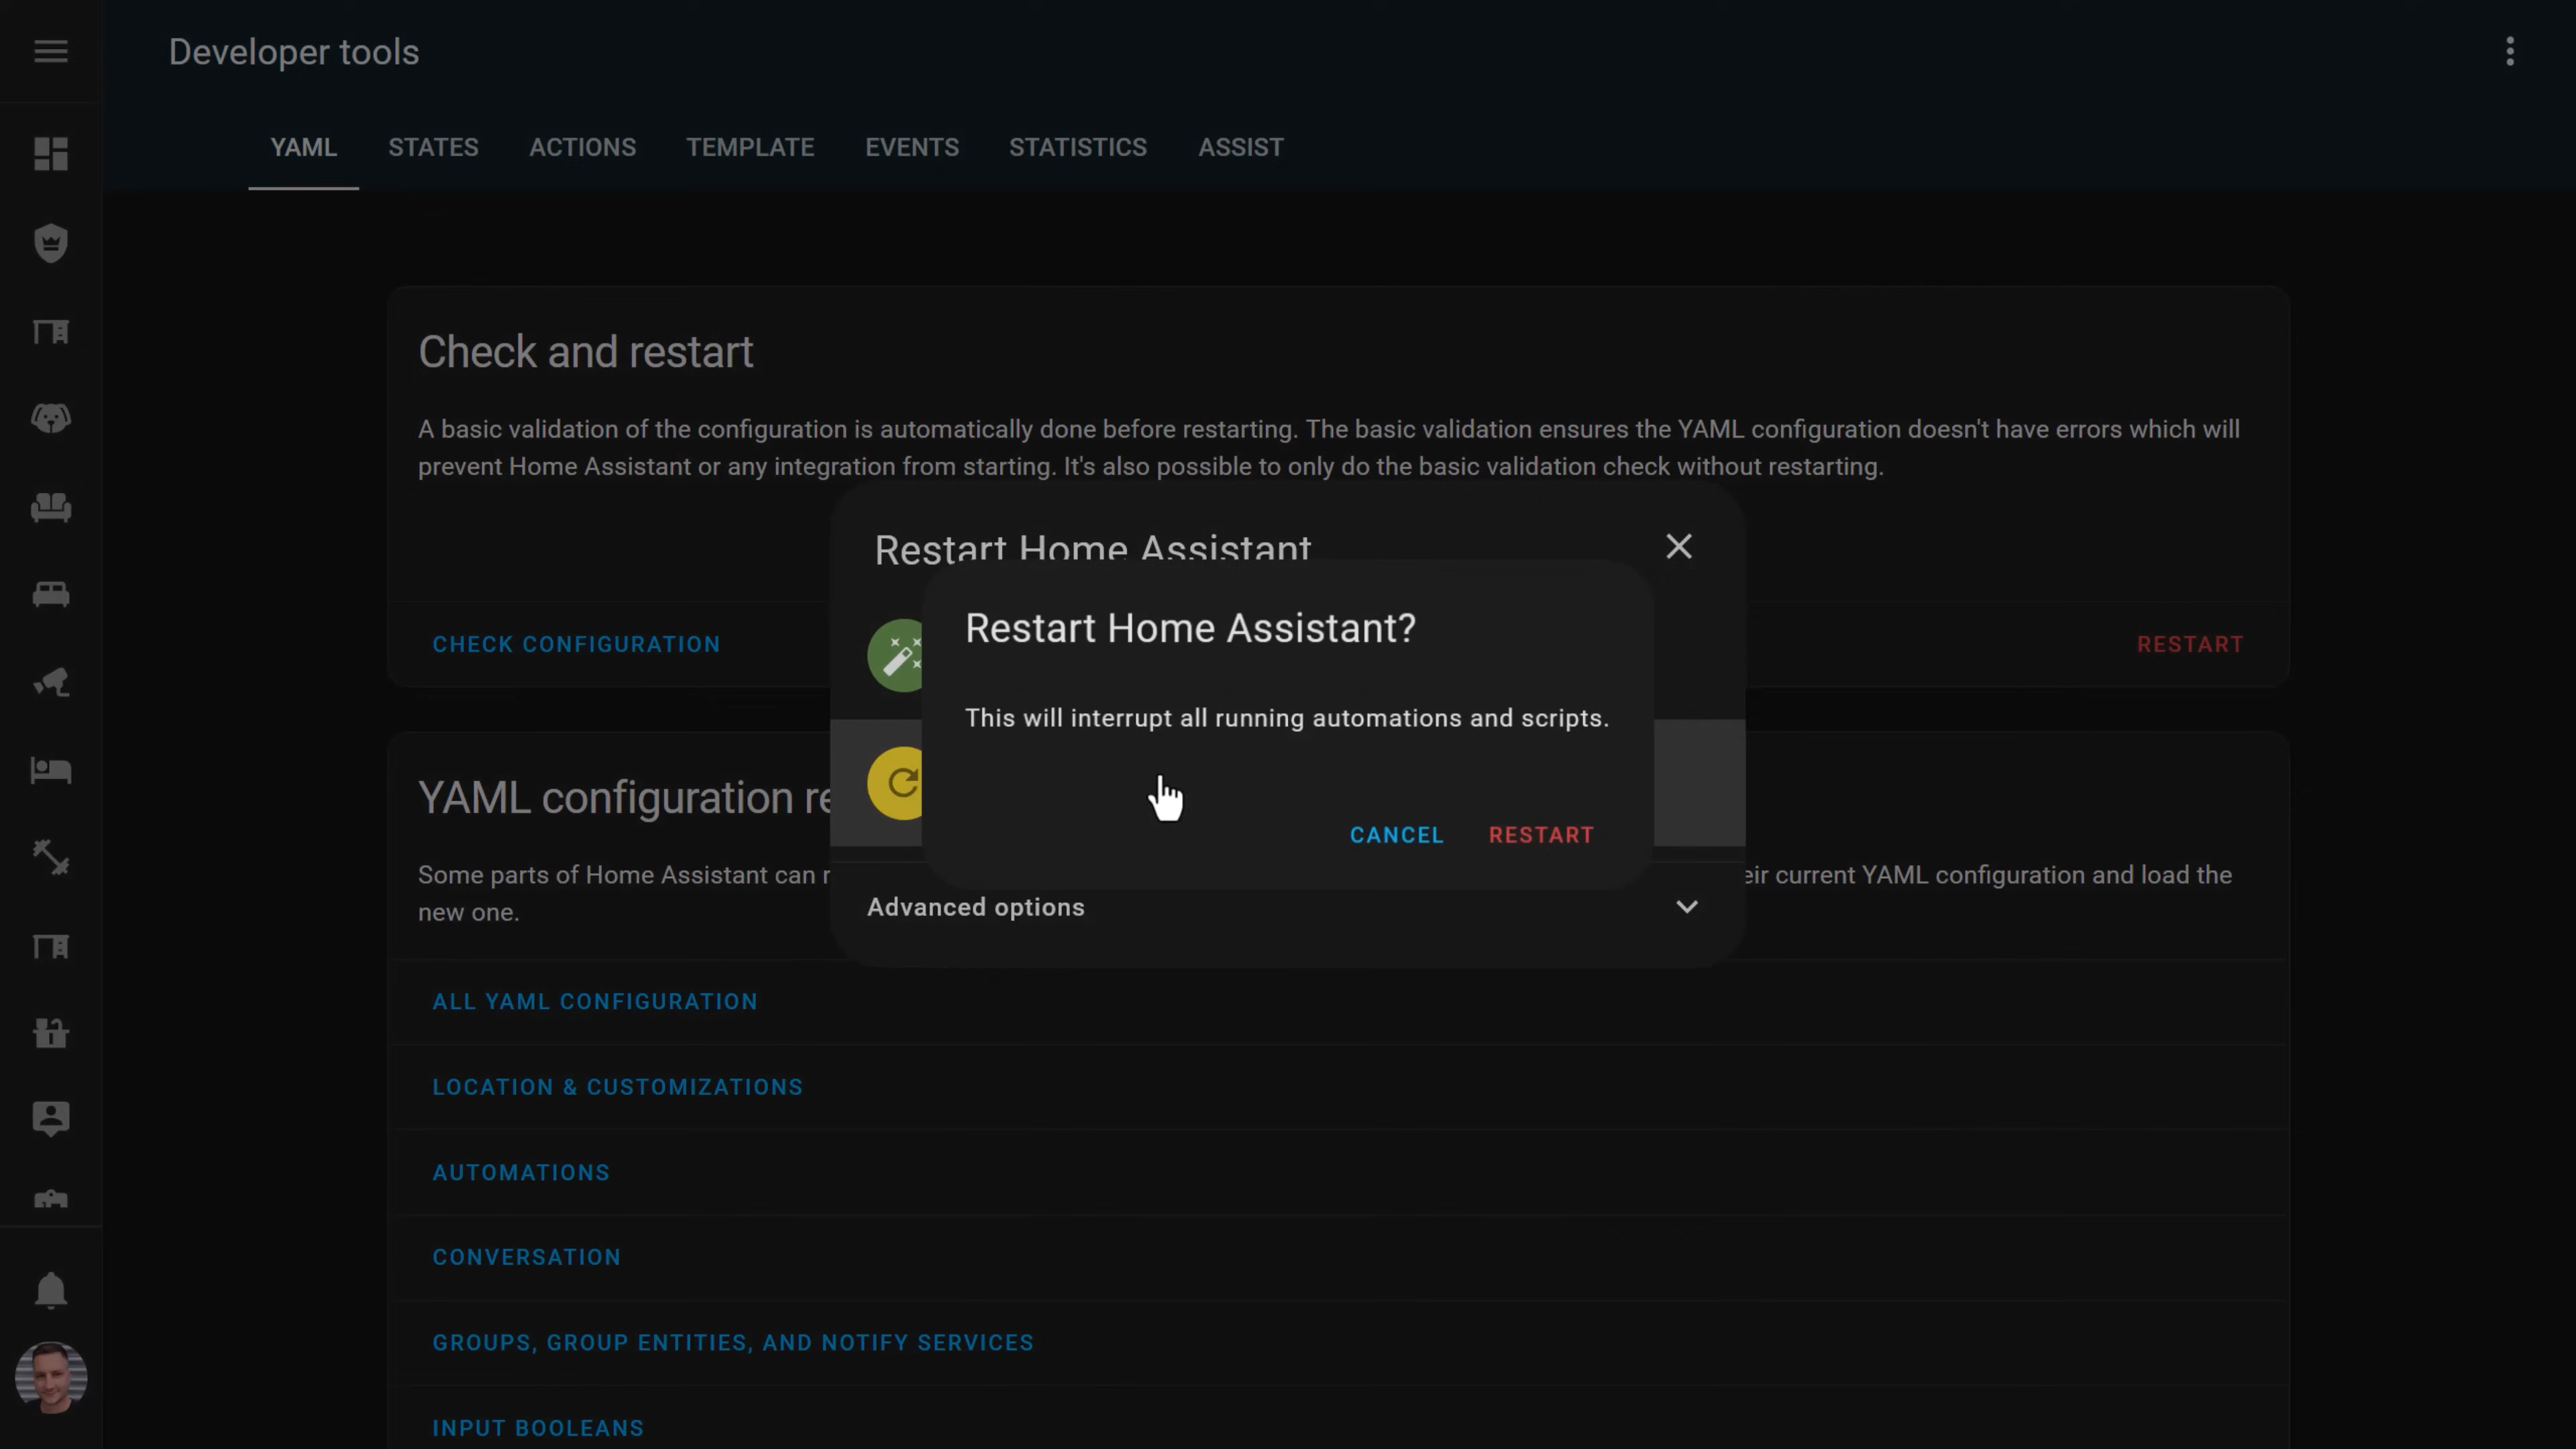 Developer tools
YAML STATES ACTIONS TEMPLATE EVENTS STATISTICS ASSIST
Check and restart
A basic validation of the configuration is automatically done before restarting. The basic validation ensures the YAML configuration doesn't have errors which will
prevent Home Assistant or any integration from starting. It's also possible to only do the basic validation check without restarting.
CHECK CONFIGURATION
RESTART
Restart Home Assistant
Restart Home Assistant?
This will interrupt all running automations and scripts.
CANCEL RESTART
Advanced options
YAML configuration re
Some parts of Home Assistant can r
eir current YAML configuration and load the
new one.
ALL YAML CONFIGURATION
LOCATION & CUSTOMIZATIONS
AUTOMATIONS
CONVERSATION
GROUPS, GROUP ENTITIES, AND NOTIFY SERVICES
INPUT BOOLEANS